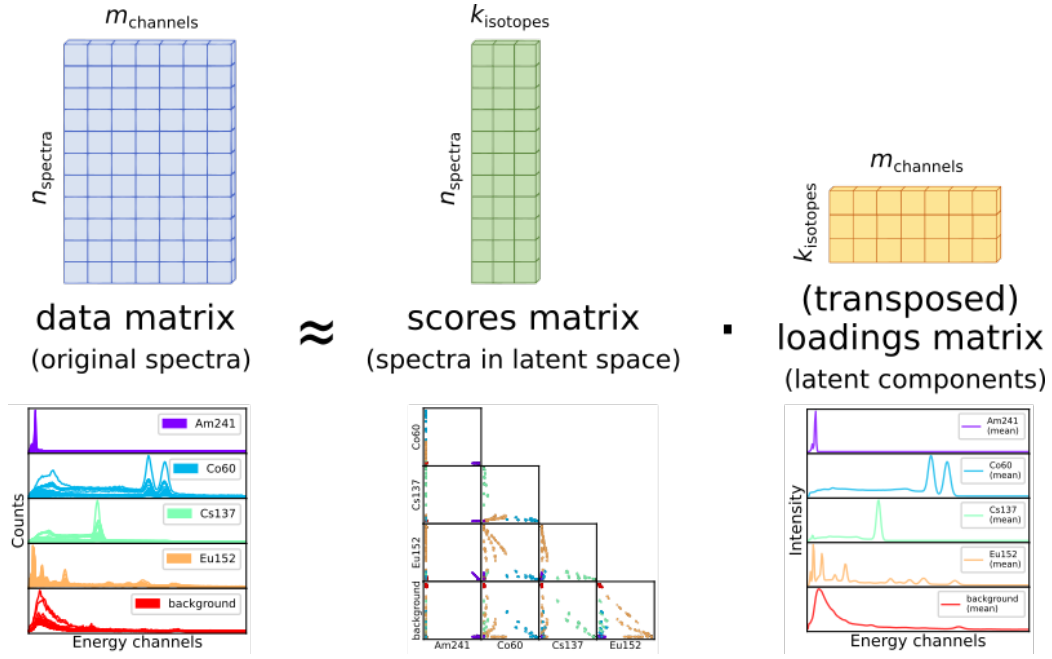 m_channels
k_isotopes
n_spectra
n_spectra
m_channels
k_isotopes
data matrix
(original spectra)
≈
scores matrix
(spectra in latent space)
·
(transposed)
loadings matrix
(latent components)
Counts
Am241
Co60
Cs137
Eu152
background
Energy channels
Co60
Cs137
Eu152
background
Am241
Co60
Cs137
Eu152
Intensity
Am241
(mean)
Co60
(mean)
Cs137
(mean)
Eu152
(mean)
background
(mean)
Energy channels